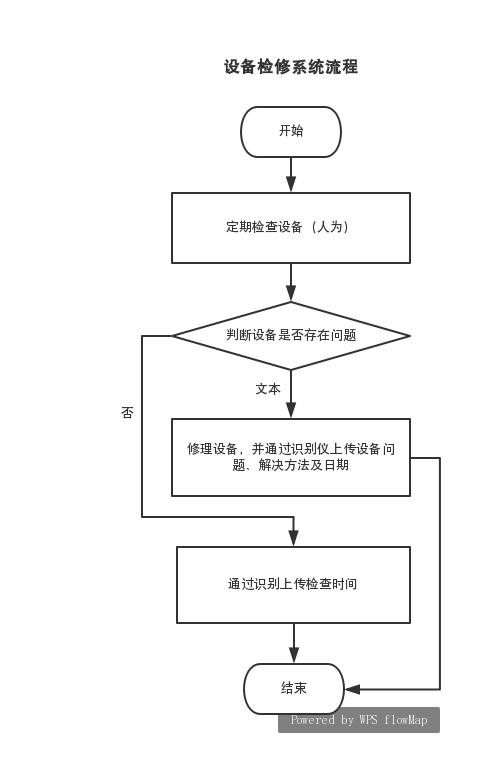 设备检修系统流程
开始
定期检查设备（人为）
判断设备是否存在问题
文本
否
修理设备，并通过识别仪上传设备问
题、解决方法及日期
通过识别上传检查时间
结束
Powered by WPS flowMap